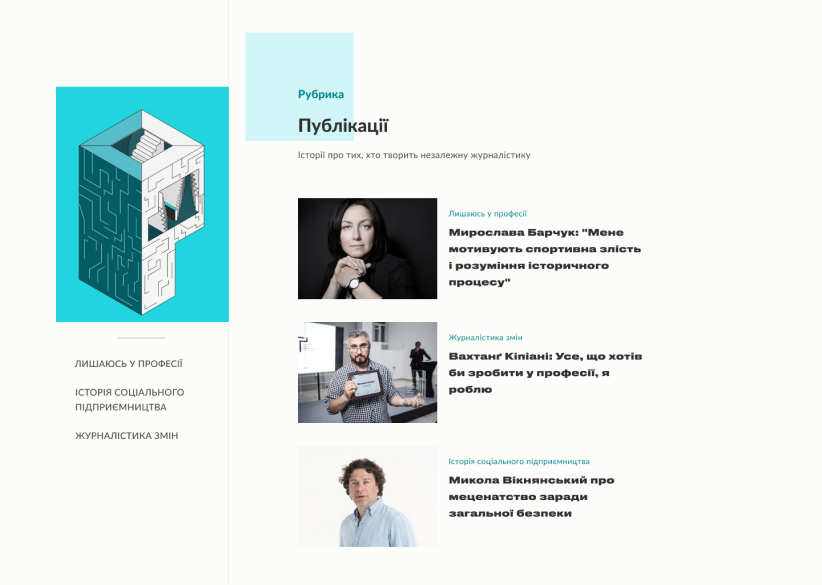 Рубрика
Публікації
Історії про тих, хто творить незалежну журналістику
ЛИШАЮСЬ У ПРОФЕСІЇ
ІСТОРІЯ СОЦІАЛЬНОГО
ПІДПРИЄМНИЦТВА
ЖУРНАЛІСТИКА ЗМІН
Лишаюсь у професії
Мирослава Барчук: "Мене
мотивують спортивна злість
і розуміння історичного
процесу"
Журналістика змін
Вахтанґ Кіпіані: Усе, що хотів
би зробити у професії, я
роблю
Історія соціального підприємництва
Микола Вікнянський про
меценатство заради
загальної безпеки